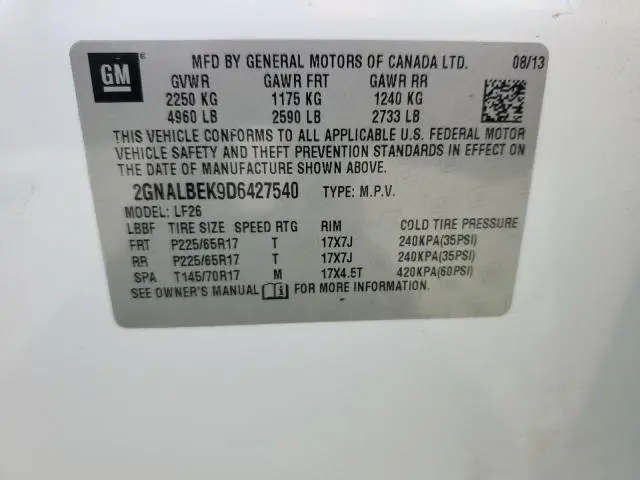 GM ®
MFD BY GENERAL MOTORS OF CANADA LTD. 08/13
GVWR GAWR FRT GAWR RR
2250 KG 1175 KG 1240 KG
4960 LB 2590 LB 2733 LB
THIS VEHICLE CONFORMS TO ALL APPLICABLE U.S. FEDERAL MOTOR
VEHICLE SAFETY AND THEFT PREVENTION STANDARDS IN EFFECT ON
THE DATE OF MANUFACTURE SHOWN ABOVE.
2GNALBEK9D6427540 TYPE: M.P.V.
MODEL: LF26
LBBF TIRE SIZE SPEED RTG RIM COLD TIRE PRESSURE
FRT P225/65R17 T 17X7J 240KPA(35PSI)
RR P225/65R17 T 17X7J 240KPA(35PSI)
SPA T145/70R17 M 17X4.5T 420KPA(60PSI)
SEE OWNER'S MANUAL i FOR MORE INFORMATION.